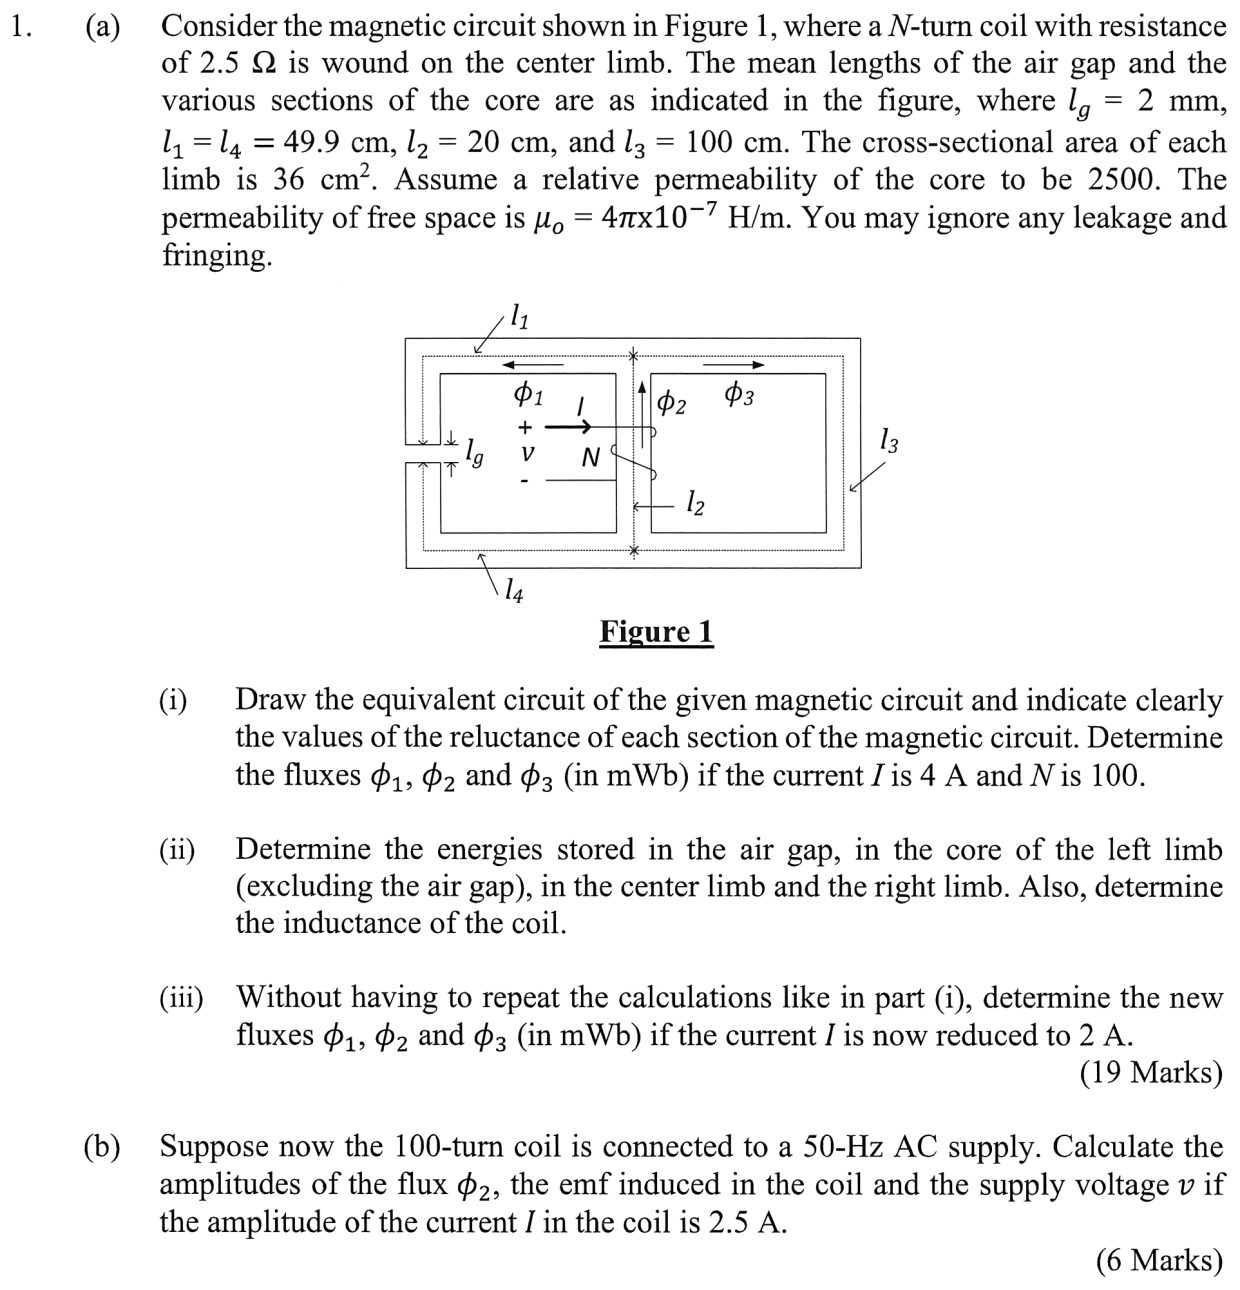 1. (a) Consider the magnetic circuit shown in Figure 1, where a N-turn coil with resistance
of 2.5 Ω is wound on the center limb. The mean lengths of the air gap and the
various sections of the core are as indicated in the figure, where l_g = 2 mm,
l₁ = l₄ = 49.9 cm, l₂ = 20 cm, and l₃ = 100 cm. The cross-sectional area of each
limb is 36 cm². Assume a relative permeability of the core to be 2500. The
permeability of free space is μₒ = 4πx10⁻⁷ H/m. You may ignore any leakage and
fringing.
l₁
ϕ₁ I ϕ₂ ϕ₃
+
l_g v N l₃
-
l₂
l₄
Figure 1
(i) Draw the equivalent circuit of the given magnetic circuit and indicate clearly
the values of the reluctance of each section of the magnetic circuit. Determine
the fluxes ϕ₁, ϕ₂ and ϕ₃ (in mWb) if the current I is 4 A and N is 100.
(ii) Determine the energies stored in the air gap, in the core of the left limb
(excluding the air gap), in the center limb and the right limb. Also, determine
the inductance of the coil.
(iii) Without having to repeat the calculations like in part (i), determine the new
fluxes ϕ₁, ϕ₂ and ϕ₃ (in mWb) if the current I is now reduced to 2 A.
(19 Marks)
(b) Suppose now the 100-turn coil is connected to a 50-Hz AC supply. Calculate the
amplitudes of the flux ϕ₂, the emf induced in the coil and the supply voltage v if
the amplitude of the current I in the coil is 2.5 A.
(6 Marks)